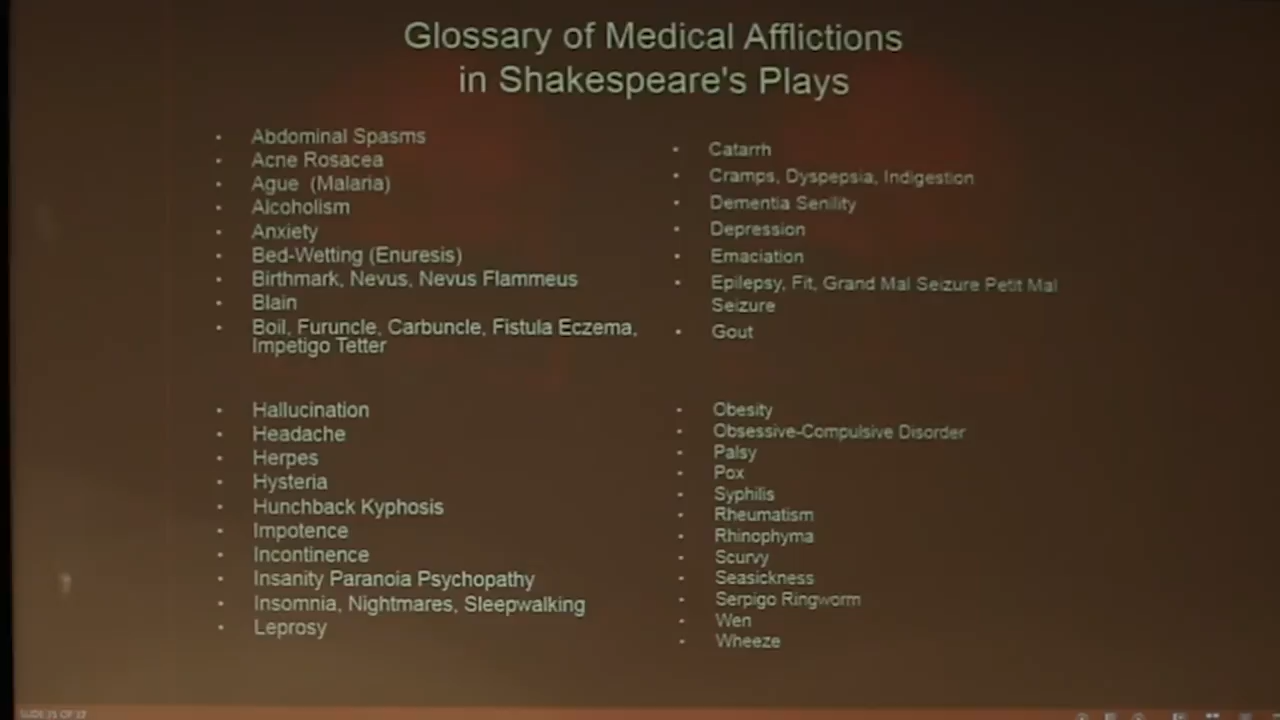 Glossary of Medical Afflictions
in Shakespeare's Plays
• Abdominal Spasms
• Acne Rosacea
• Ague (Malaria)
• Alcoholism
• Anxiety
• Bed-Wetting (Enuresis)
• Birthmark, Nevus, Nevus Flammeus
• Blain
• Boil, Furuncle, Carbuncle, Fistula Eczema,
Impetigo Tetter
• Catarrh
• Cramps, Dyspepsia, Indigestion
• Dementia Senility
• Depression
• Emaciation
• Epilepsy, Fit, Grand Mal Seizure Petit Mal
Seizure
• Gout
• Hallucination
• Headache
• Herpes
• Hysteria
• Hunchback Kyphosis
• Impotence
• Incontinence
• Insanity Paranoia Psychopathy
• Insomnia, Nightmares, Sleepwalking
• Leprosy
• Obesity
• Obsessive-Compulsive Disorder
• Palsy
• Pox
• Syphilis
• Rheumatism
• Rhinophyma
• Scurvy
• Seasickness
• Serpigo Ringworm
• Wen
• Wheeze